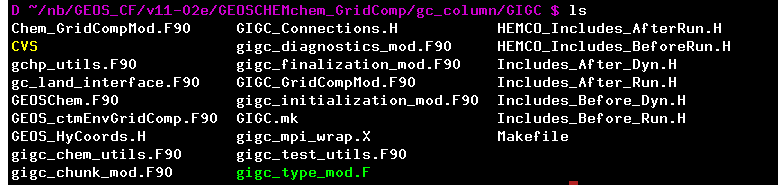 D ~/nb/GEOS_CF/v11-02e/GEOSCHEMchem_GridComp/gc_column/GIGC $ ls
Chem_GridCompMod.F90 GIGC_Connections.H HEMCO_Includes_AfterRun.H
CVS gigc_diagnostics_mod.F90 HEMCO_Includes_BeforeRun.H
gchp_utils.F90 gigc_finalization_mod.F90 Includes_After_Dyn.H
gc_land_interface.F90 GIGC_GridCompMod.F90 Includes_After_Run.H
GEOSChem.F90 gigc_initialization_mod.F90 Includes_Before_Dyn.H
GEOS_ctmEnvGridComp.F90 GIGC.mk Includes_Before_Run.H
GEOS_HyCoords.H gigc_mpi_wrap.X Makefile
gigc_chem_utils.F90 gigc_test_utils.F90
gigc_chunk_mod.F90 gigc_type_mod.F